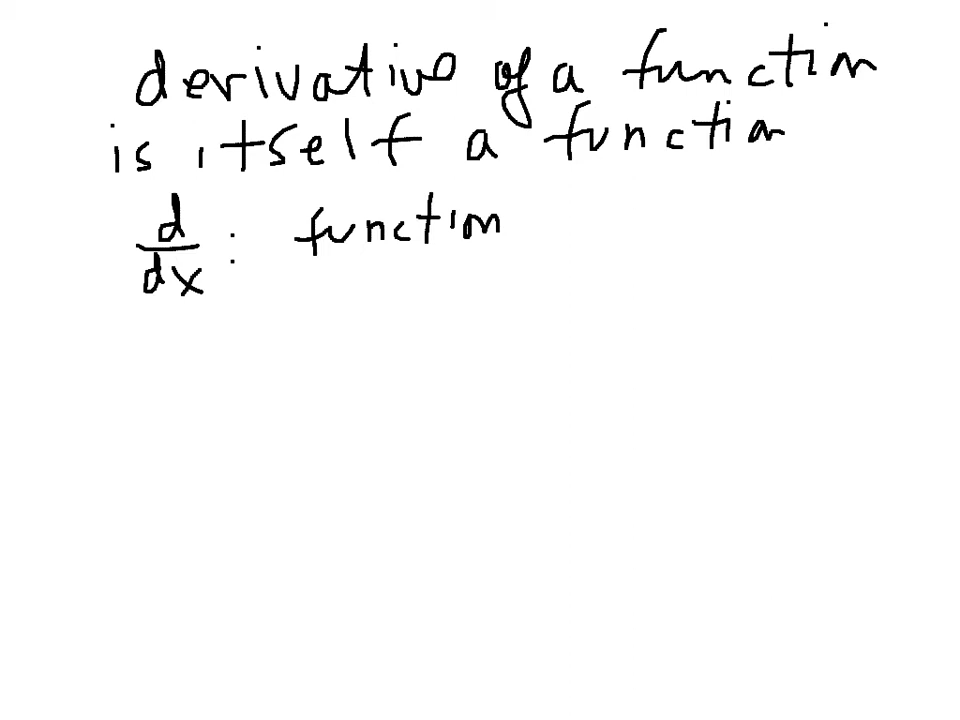 derivative of a function
is itself a function
d/dx : function